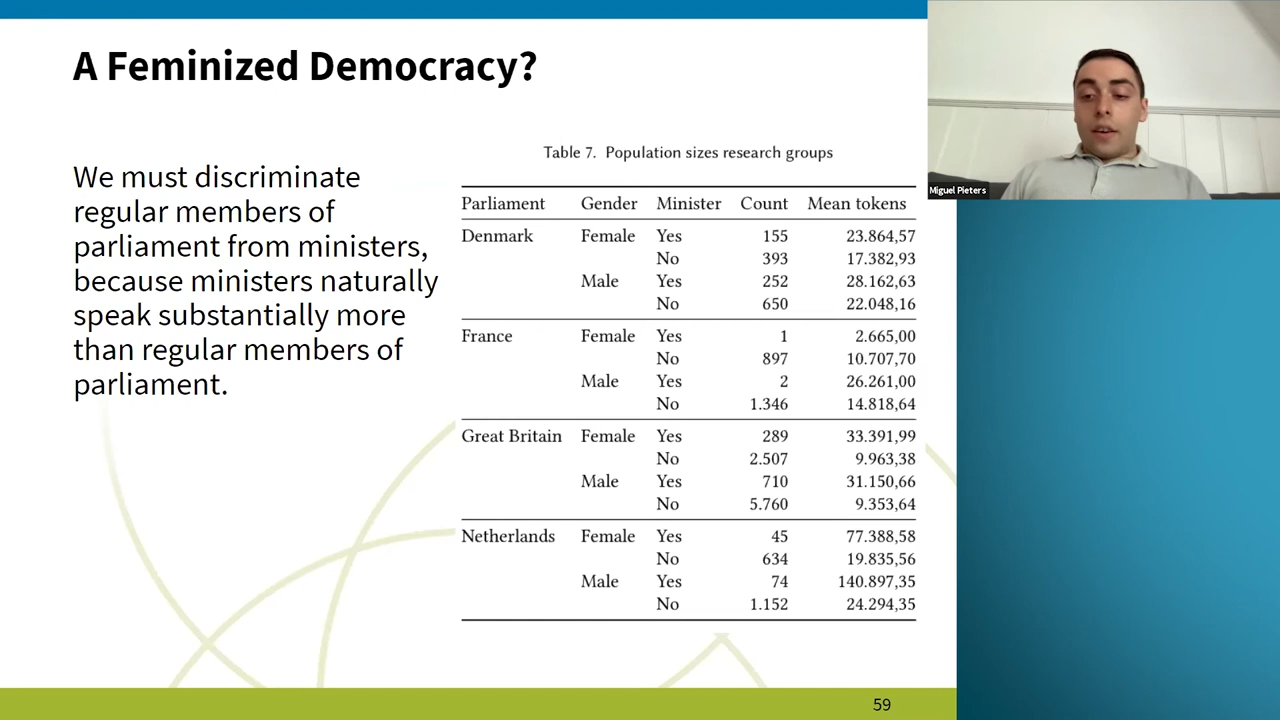 A Feminized Democracy?
We must discriminate
regular members of
parliament from ministers,
because ministers naturally
speak substantially more
than regular members of
parliament.
Table 7. Population sizes research groups
Parliament Gender Minister Count Mean tokens
Denmark Female Yes 155 23.864,57
No 393 17.382,93
Male Yes 252 28.162,63
No 650 22.048,16
France Female Yes 1 2.665,00
No 897 10.707,70
Male Yes 2 26.261,00
No 1.346 14.818,64
Great Britain Female Yes 289 33.391,99
No 2.507 9.963,38
Male Yes 710 31.150,66
No 5.760 9.353,64
Netherlands Female Yes 45 77.388,58
No 634 19.835,56
Male Yes 74 140.897,35
No 1.152 24.294,35
59
Miguel Pieters